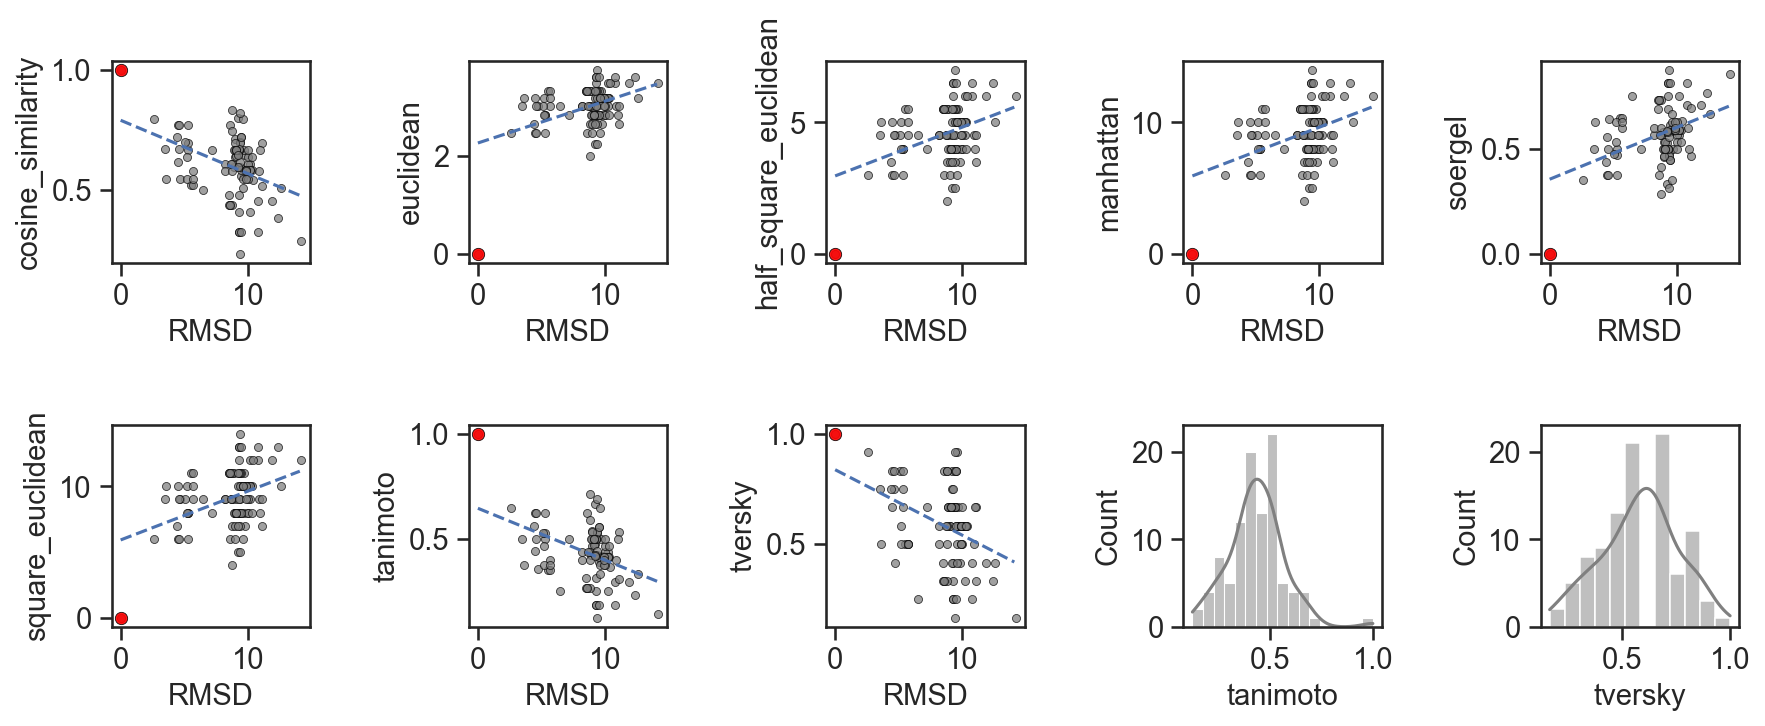 cosine_similarity
1.0
0.5
0
10
RMSD
euclidean
2
0
0
10
RMSD
half_square_euclidean
5
0
0
10
RMSD
manhattan
10
0
0
10
RMSD
soergel
0.5
0.0
0
10
RMSD
square_euclidean
10
0
0
10
RMSD
tanimoto
1.0
0.5
0
10
RMSD
tversky
1.0
0.5
0
10
RMSD
Count
20
10
0
0.5
1.0
tanimoto
Count
20
10
0
0.5
1.0
tversky